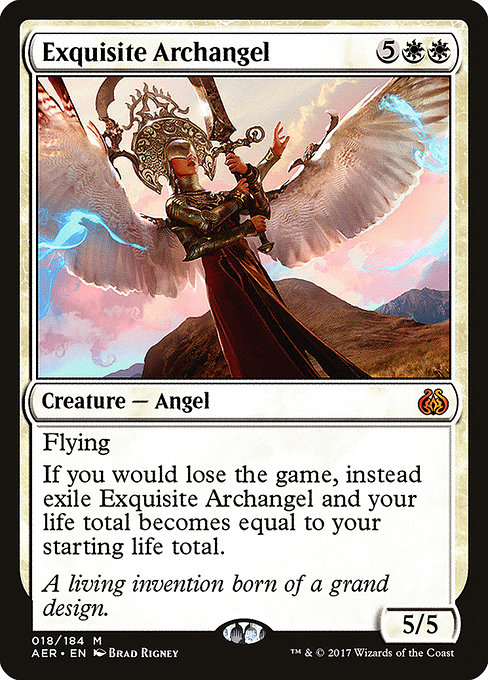 Exquisite Archangel 5
Creature — Angel
Flying
If you would lose the game, instead
exile Exquisite Archangel and your
life total becomes equal to your
starting life total.
A living invention born of a grand
design.
5/5
018/184 M
AER • EN Brad Rigney
™ & © 2017 Wizards of the Coast